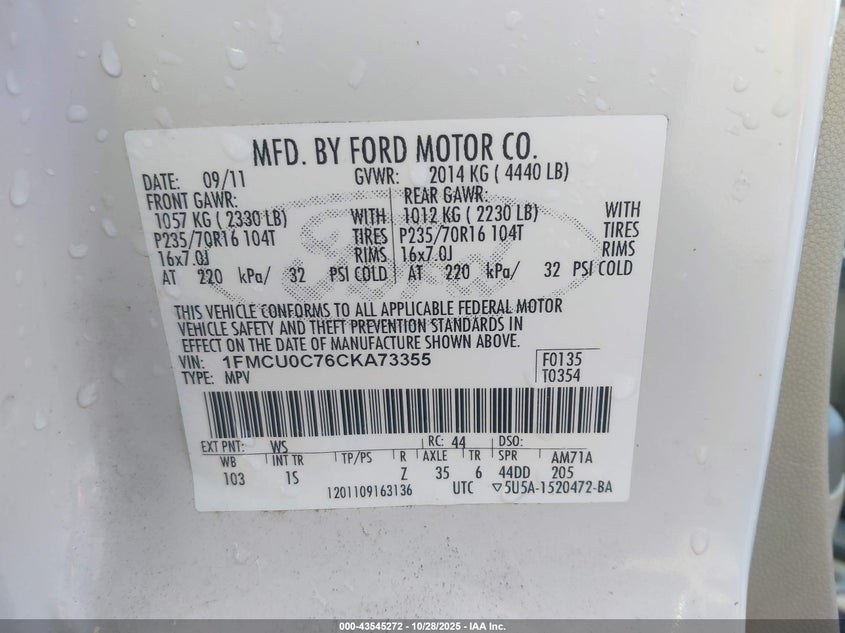 MFD. BY FORD MOTOR CO.
DATE: 09/11 GVWR: 2014 KG ( 4440 LB)
FRONT GAWR: REAR GAWR:
1057 KG ( 2330 LB) WITH 1012 KG ( 2230 LB) WITH
P235/70R16 104T TIRES P235/70R16 104T TIRES
16x7.0J RIMS 16x7.0J RIMS
AT 220 kPa/ 32 PSI COLD AT 220 kPa/ 32 PSI COLD
THIS VEHICLE CONFORMS TO ALL APPLICABLE FEDERAL MOTOR
VEHICLE SAFETY AND THEFT PREVENTION STANDARDS IN
EFFECT ON THE DATE OF MANUFACTURE SHOWN ABOVE.
VIN: 1FMCU0C76CKA73355 F0135
TYPE: MPV T0354
EXT PNT: WS RC: 44 DSO:
WB INT TR TP/PS R AXLE TR SPR AM71A
103 1S Z 35 6 44DD 205
1201109163136 UTC ▽5U5A-1520472-BA
000-43545272 | 10/28/2025 | IAA Inc.